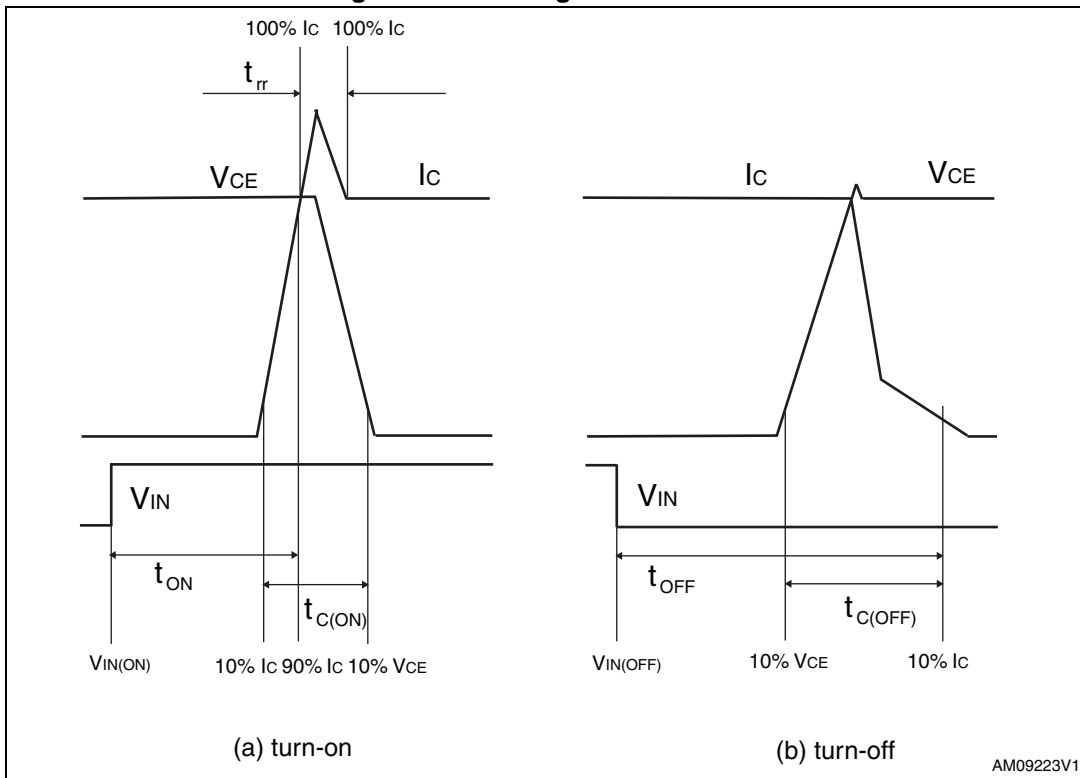 100% IC 100% IC
trr
VCE
IC
VIN
tON
tC(ON)
VIN(ON)
10% IC 90% IC 10% VCE
(a) turn-on
IC
VCE
VIN
tOFF
tC(OFF)
VIN(OFF)
10% VCE
10% IC
(b) turn-off
AM09223V1